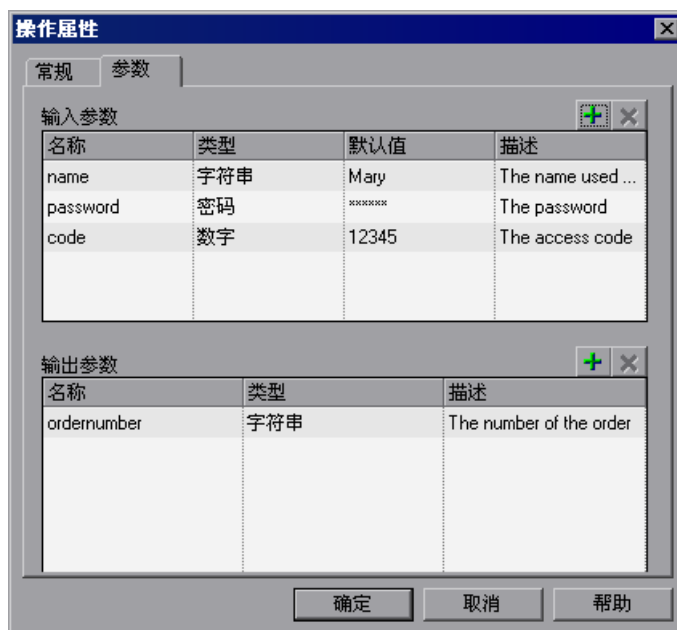 操作属性
常规 参数
输入参数
名称 类型 默认值 描述
name 字符串 Mary The name used ...
password 密码 ****** The password
code 数字 12345 The access code
输出参数
名称 类型 描述
ordernumber 字符串 The number of the order
确定 取消 帮助